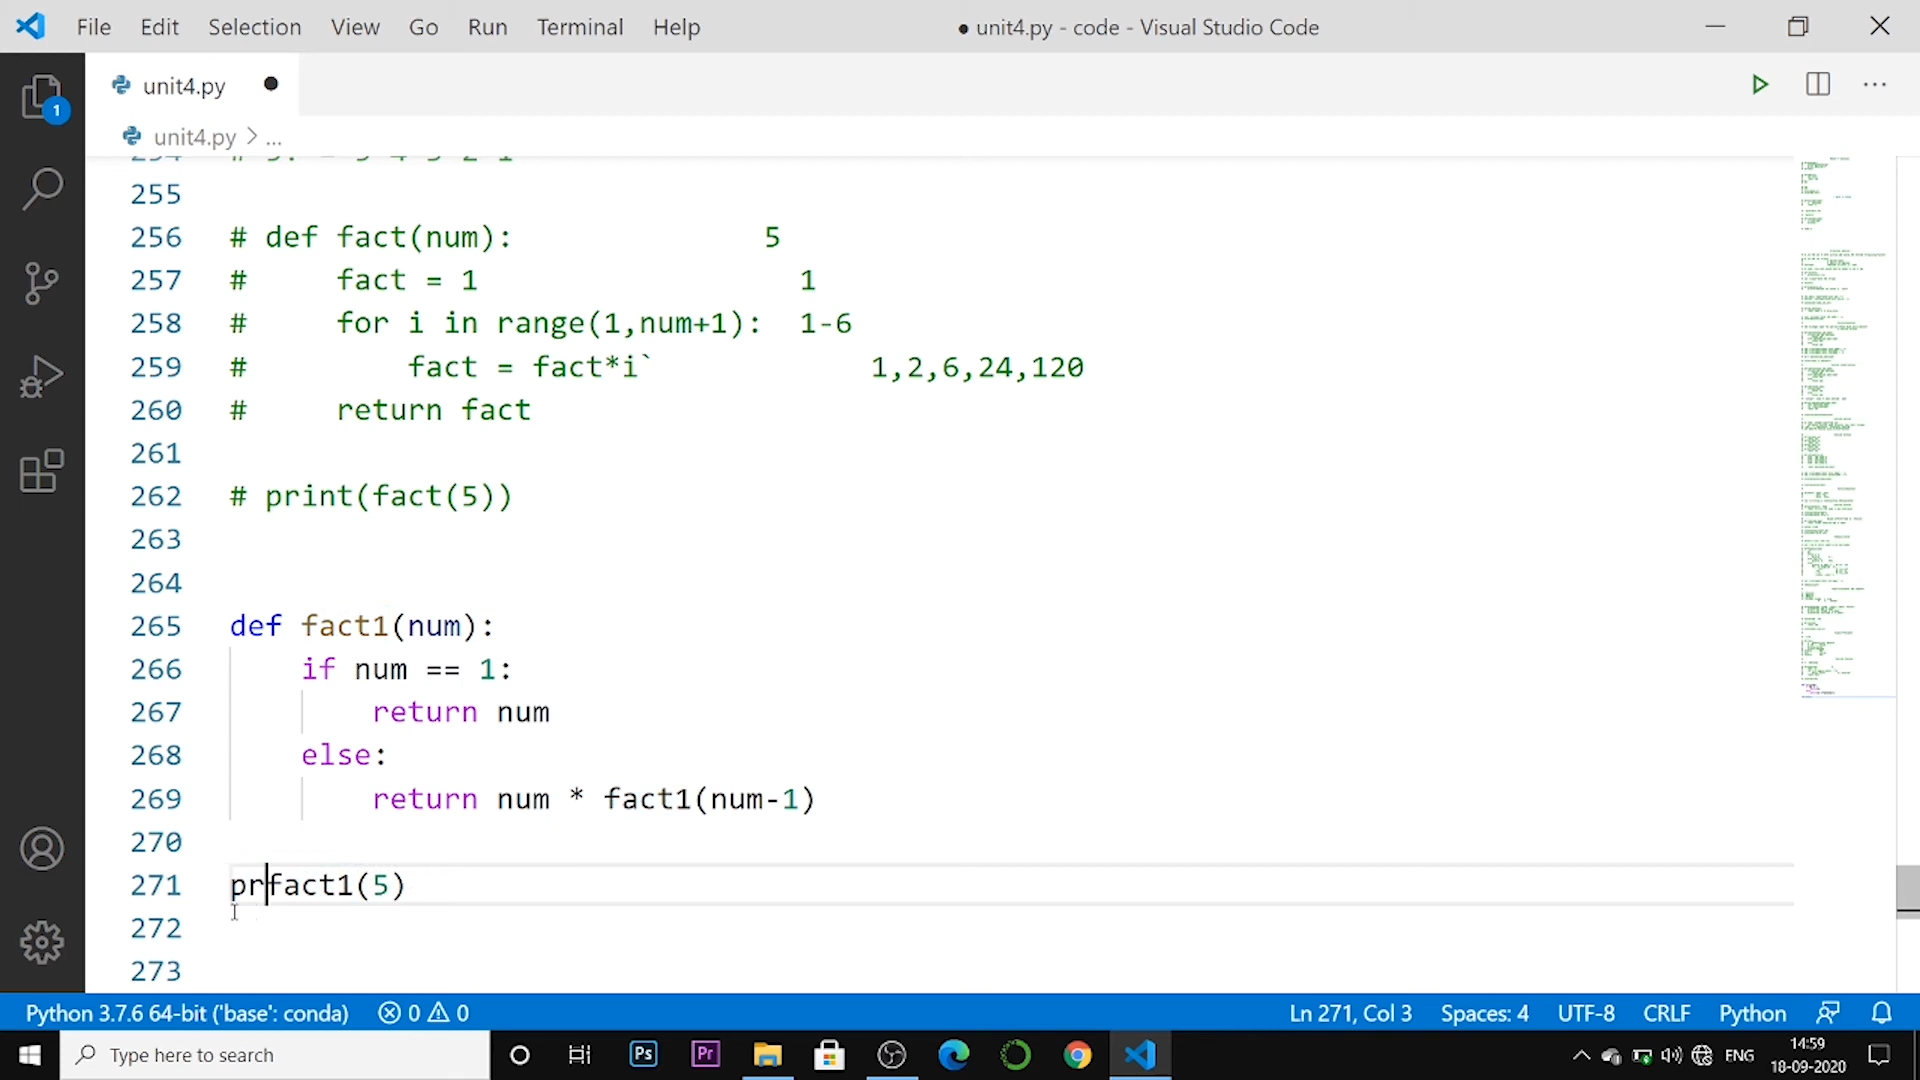 File Edit Selection View Go Run Terminal Help
● unit4.py - code - Visual Studio Code
unit4.py ●
1
unit4.py > ...
255
256 # def fact(num): 5
257 # fact = 1 1
258 # for i in range(1,num+1): 1-6
259 # fact = fact*i` 1,2,6,24,120
260 # return fact
261
262 # print(fact(5))
263
264
265 def fact1(num):
266 if num == 1:
267 return num
268 else:
269 return num * fact1(num-1)
270
271 prfact1(5)
272
273
Python 3.7.6 64-bit ('base': conda) 0 0 Ln 271, Col 3 Spaces: 4 UTF-8 CRLF Python
Type here to search Ps Pr ENG 14:59
18-09-2020